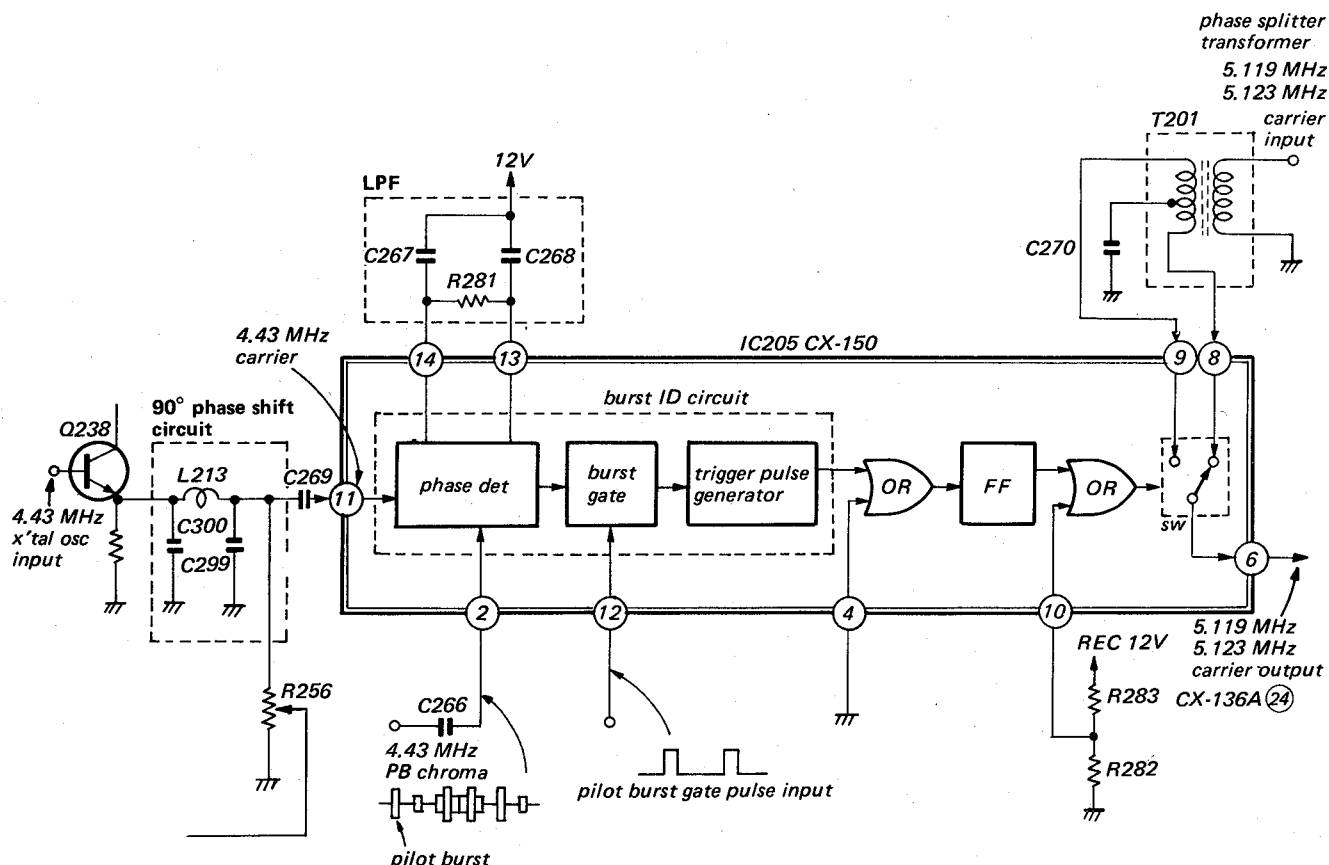 phase splitter
transformer
5.119 MHz
5.123 MHz
carrier
input
T201
12V
LPF
C267
C268
R281
C270
4.43 MHz
carrier
14
13
IC205 CX-150
9
8
90° phase shift
circuit
burst ID circuit
Q238
L213
C269
11
phase det
burst
gate
trigger pulse
generator
OR
FF
OR
sw
4.43 MHz
x'tal osc
input
C300
C299
6
2
12
4
10
5.119 MHz
5.123 MHz
carrier output
CX-136A 24
REC 12V
R283
R282
R256
C266
4.43 MHz
PB chroma
pilot burst gate pulse input
pilot burst